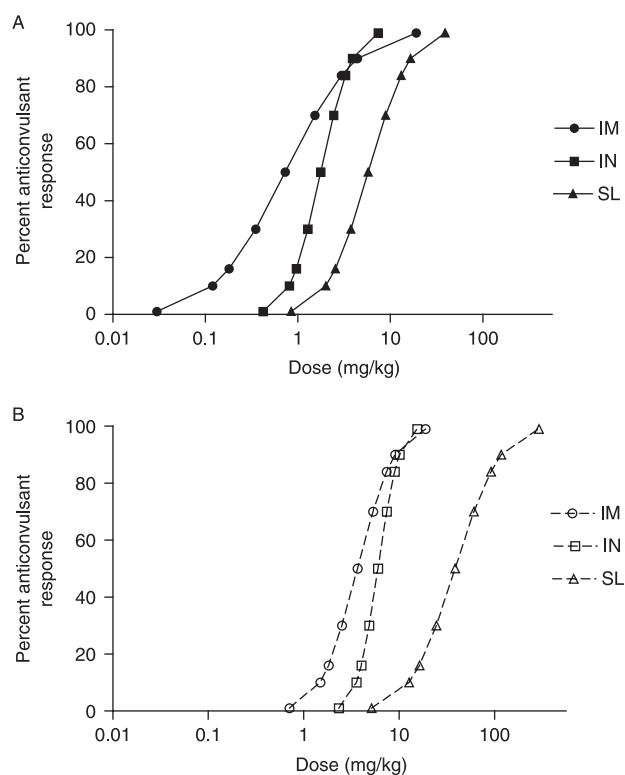 A
100
80
60
40
20
0
Percent anticonvulsant
response
0.01 0.1 1 10 100
Dose (mg/kg)
IM
IN
SL
B
100
80
60
40
20
0
Percent anticonvulsant
response
0.01 0.1 1 10 100
Dose (mg/kg)
IM
IN
SL